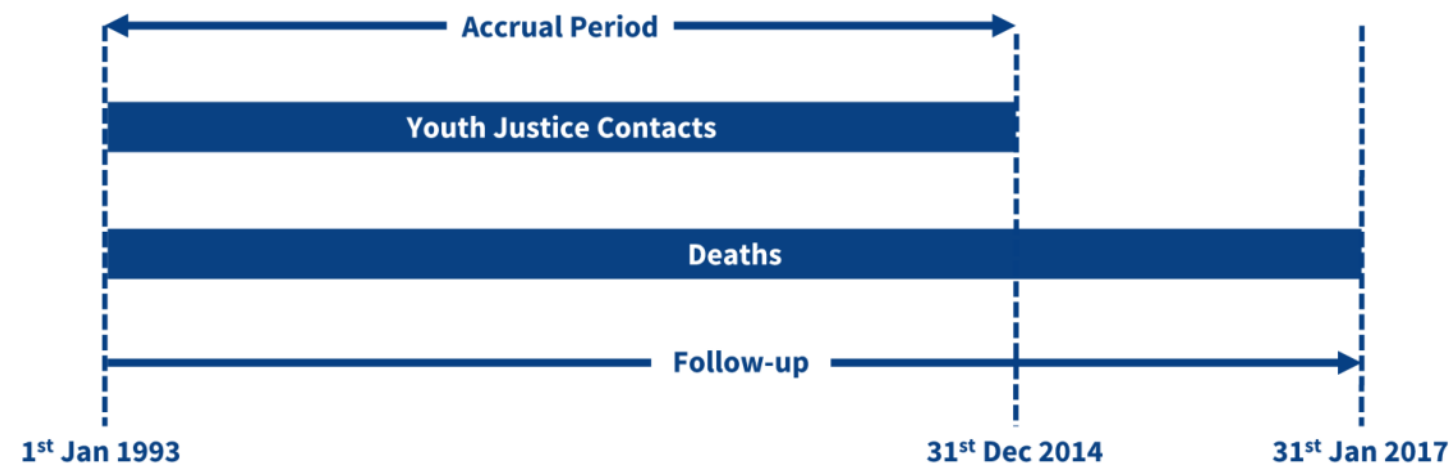 Accrual Period
Youth Justice Contacts
Deaths
Follow-up
1st Jan 1993
31st Dec 2014
31st Jan 2017